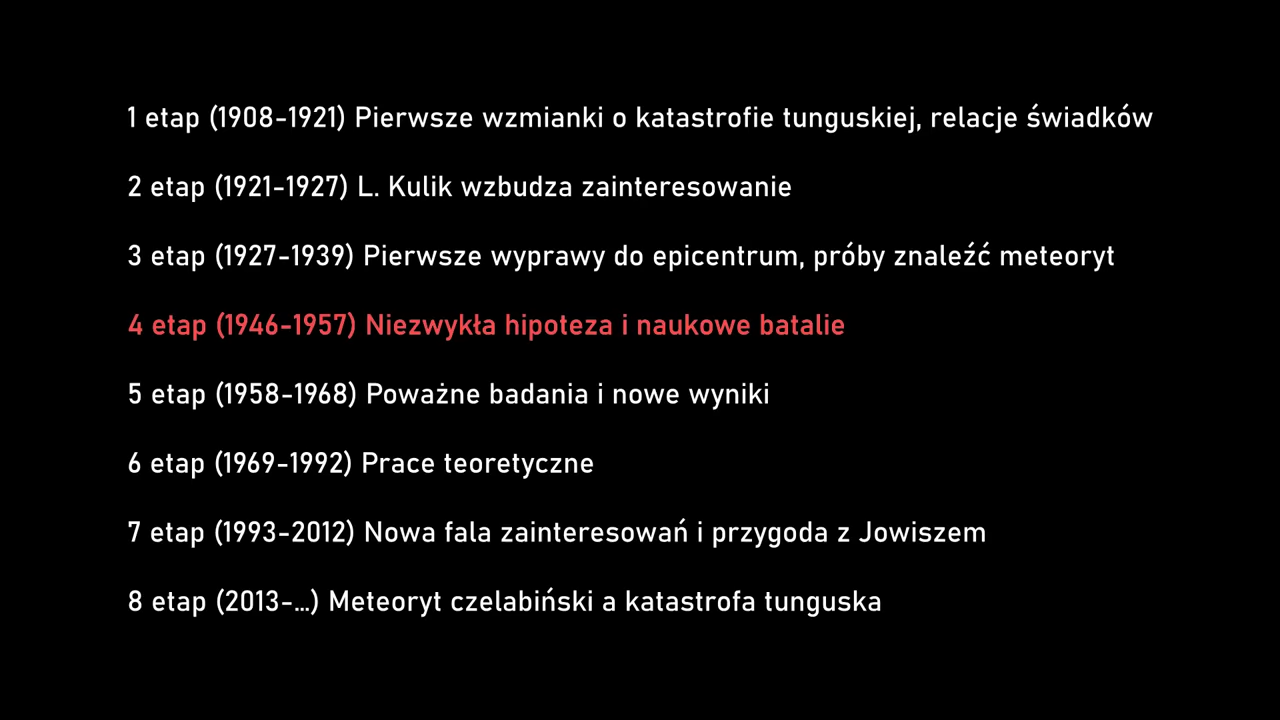 1 etap (1908-1921) Pierwsze wzmianki o katastrofie tunguskiej, relacje świadków
2 etap (1921-1927) L. Kulik wzbudza zainteresowanie
3 etap (1927-1939) Pierwsze wyprawy do epicentrum, próby znaleźć meteoryt
4 etap (1946-1957) Niezwykła hipoteza i naukowe batalie
5 etap (1958-1968) Poważne badania i nowe wyniki
6 etap (1969-1992) Prace teoretyczne
7 etap (1993-2012) Nowa fala zainteresowań i przygoda z Jowiszem
8 etap (2013-...) Meteoryt czelabiński a katastrofa tunguska